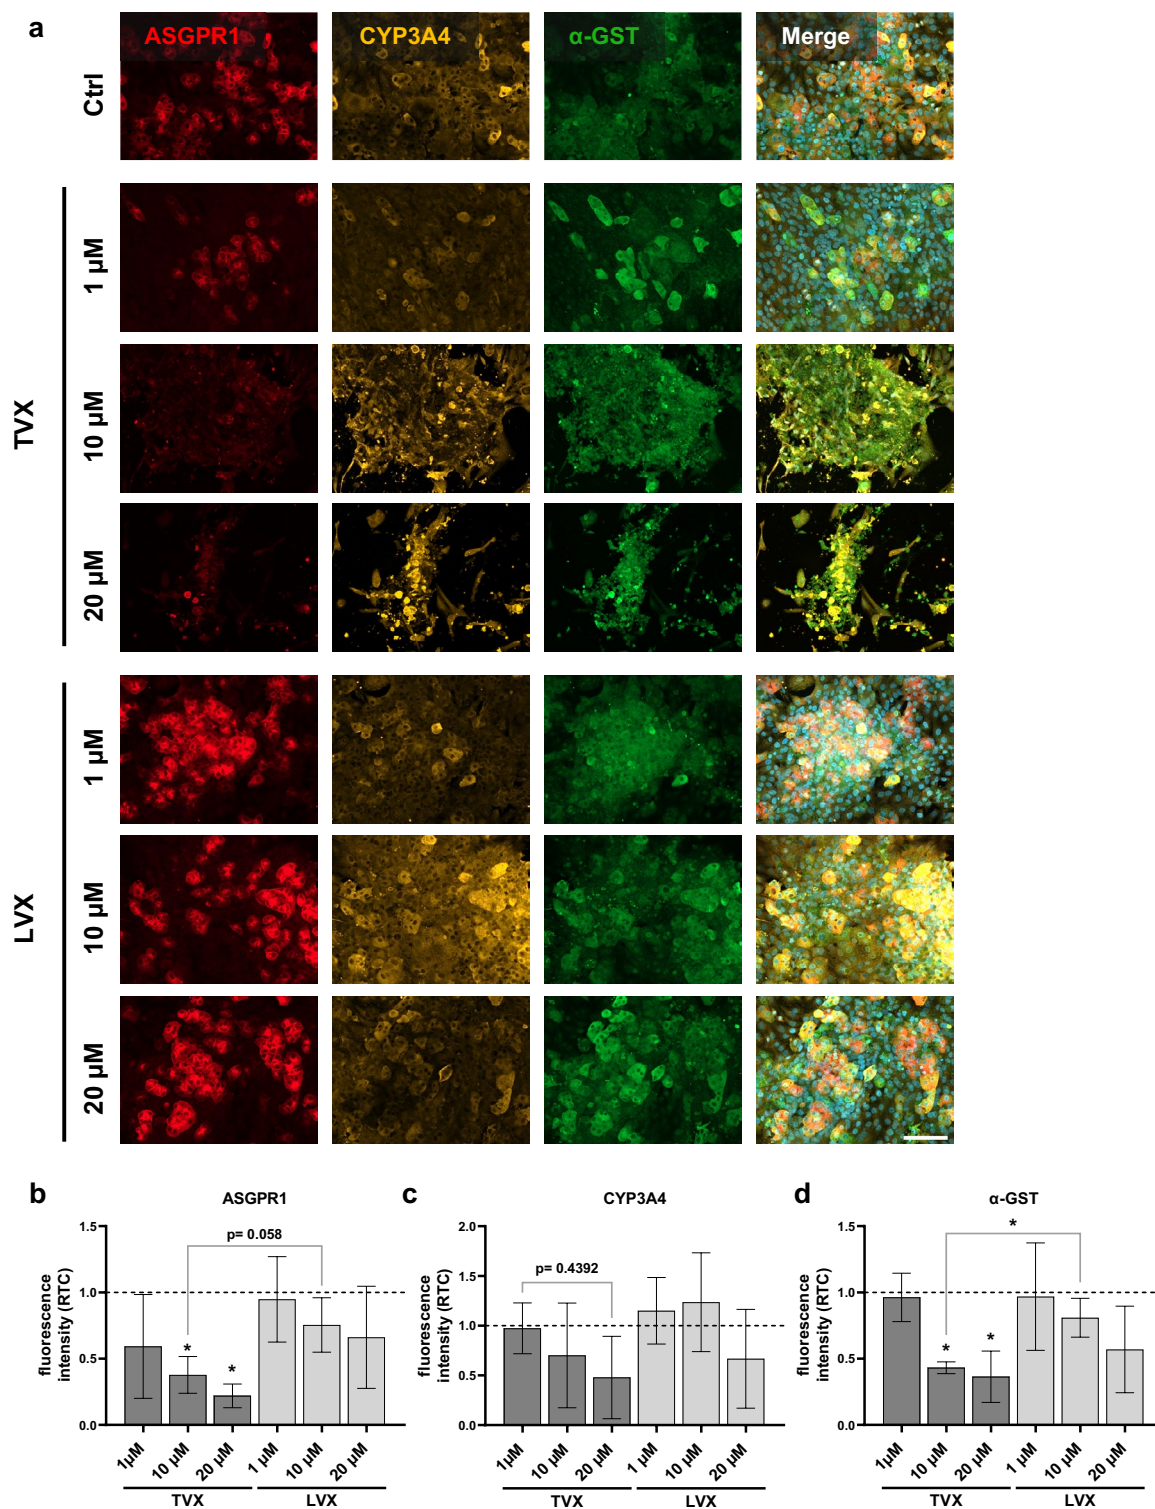 a
ASGPR1
CYP3A4
α-GST
Merge
Ctrl
TVX
1 µM
10 µM
20 µM
LVX
1 µM
10 µM
20 µM
b
ASGPR1
fluorescence
intensity (RTC)
1.5
1.0
0.5
0.0
p= 0.058
*
*
1µM
10 µM
20 µM
1 µM
10 µM
20 µM
TVX
LVX
c
CYP3A4
fluorescence
intensity (RTC)
2.0
1.5
1.0
0.5
0.0
p= 0.4392
1µM
10 µM
20 µM
1 µM
10 µM
20 µM
TVX
LVX
d
α-GST
fluorescence
intensity (RTC)
1.5
1.0
0.5
0.0
*
*
*
1µM
10 µM
20 µM
1 µM
10 µM
20 µM
TVX
LVX